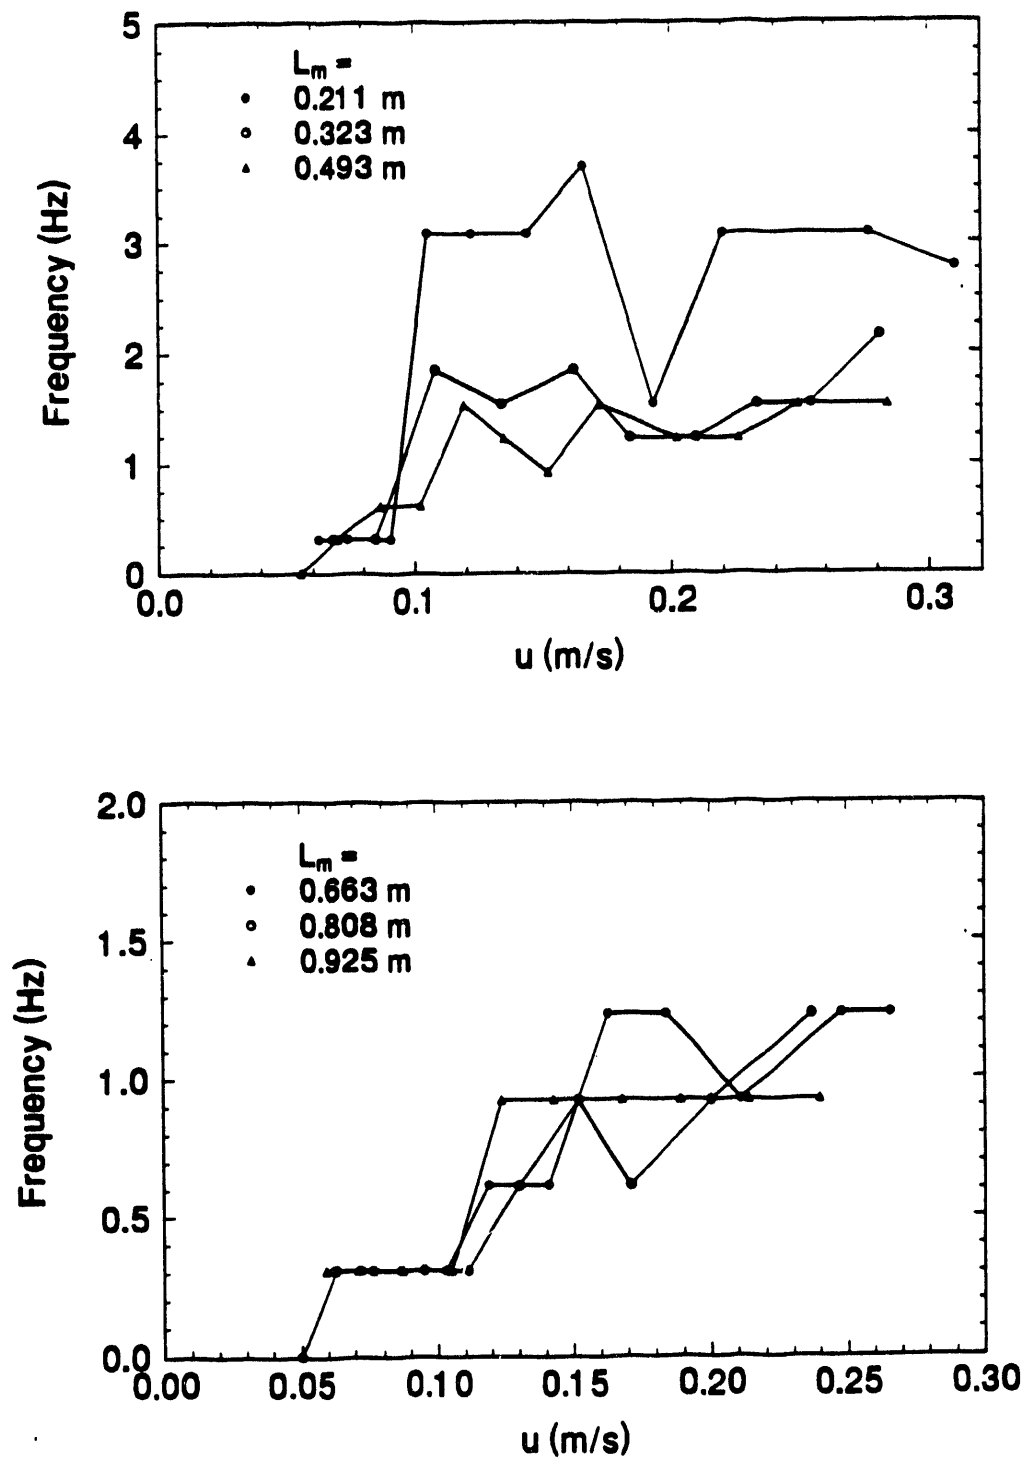 5
4
3
2
1
0
Frequency (Hz)
Lm =
0.211 m
0.323 m
0.493 m
0.0
0.1
0.2
0.3
u (m/s)
2.0
1.5
1.0
0.5
0.0
Frequency (Hz)
Lm =
0.663 m
0.808 m
0.925 m
0.00
0.05
0.10
0.15
0.20
0.25
0.30
u (m/s)